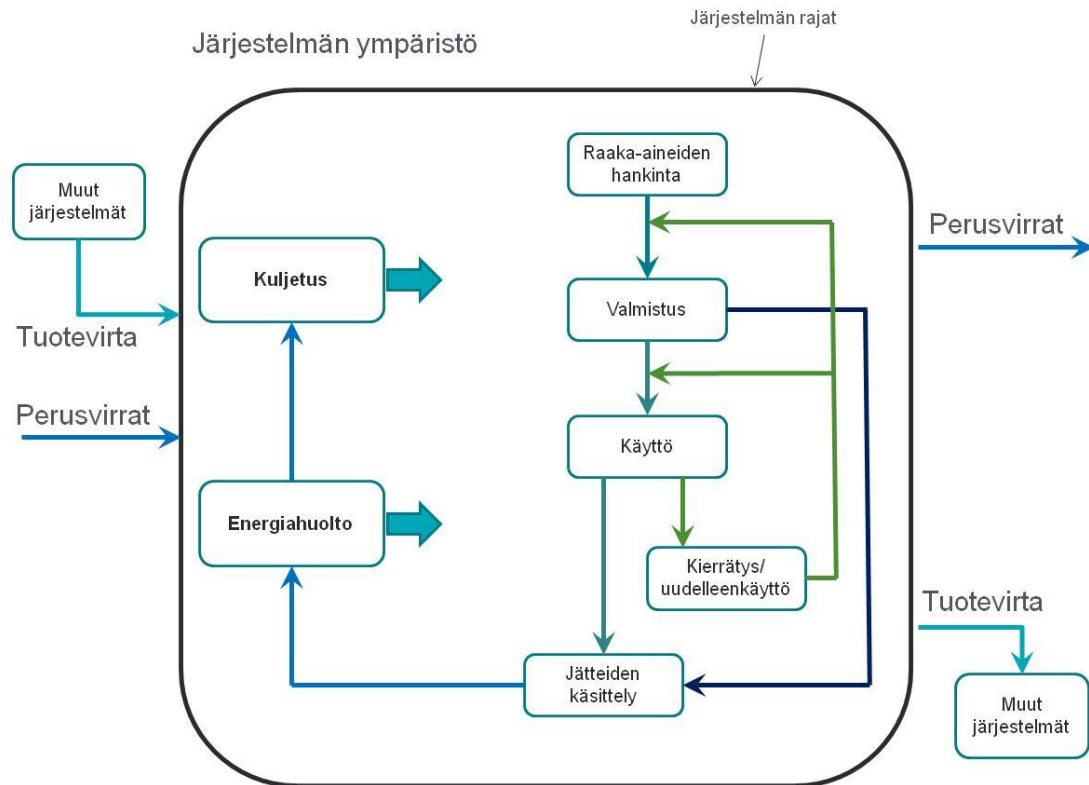 Järjestelmän rajat
Järjestelmän ympäristö
Raaka-aineiden
hankinta
Muut
järjestelmät
Perusvirrat
Kuljetus
Valmistus
Tuotevirta
Perusvirrat
Käyttö
Energiahuolto
Kierrätys/
uudelleenkäyttö
Tuotevirta
Jätteiden
käsittely
Muut
järjestelmät